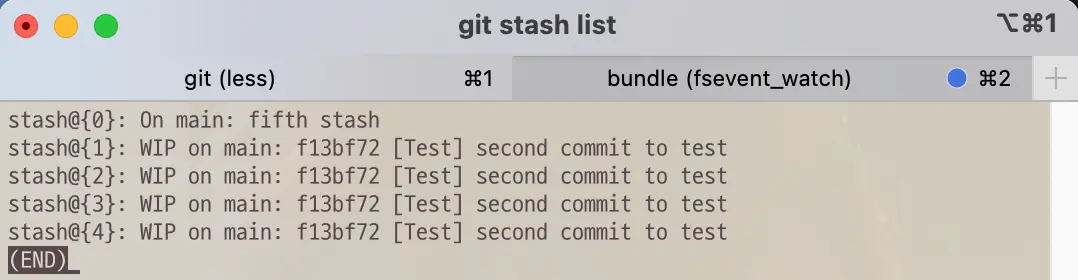 git stash list
⌥⌘1
git (less) ⌘1
bundle (fsevent_watch) ⌘2
stash@{0}: On main: fifth stash
stash@{1}: WIP on main: f13bf72 [Test] second commit to test
stash@{2}: WIP on main: f13bf72 [Test] second commit to test
stash@{3}: WIP on main: f13bf72 [Test] second commit to test
stash@{4}: WIP on main: f13bf72 [Test] second commit to test
(END)